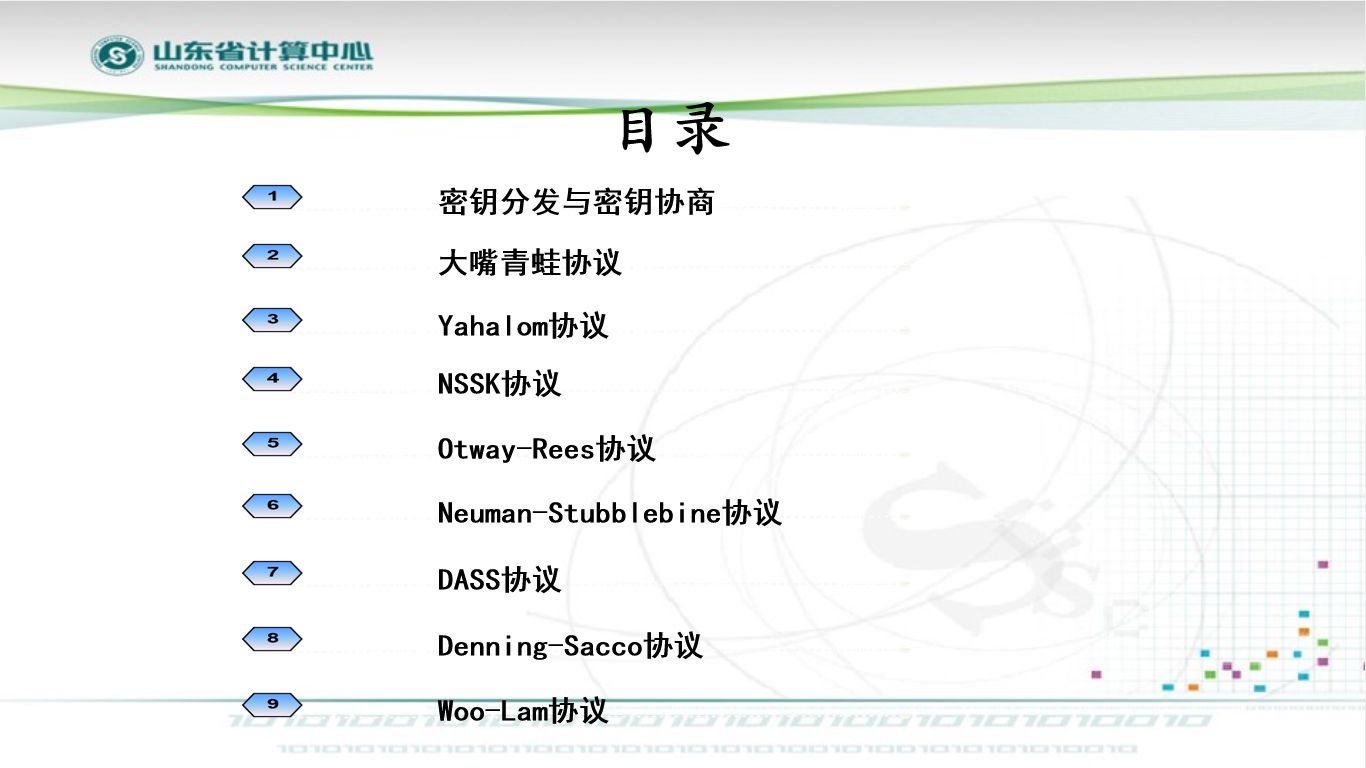 山东省计算中心
SHANDONG COMPUTER SCIENCE CENTER
目录
1 密钥分发与密钥协商
2 大嘴青蛙协议
3 Yahalom协议
4 NSSK协议
5 Otway-Rees协议
6 Neuman-Stubblebine协议
7 DASS协议
8 Denning-Sacco协议
9 Woo-Lam协议